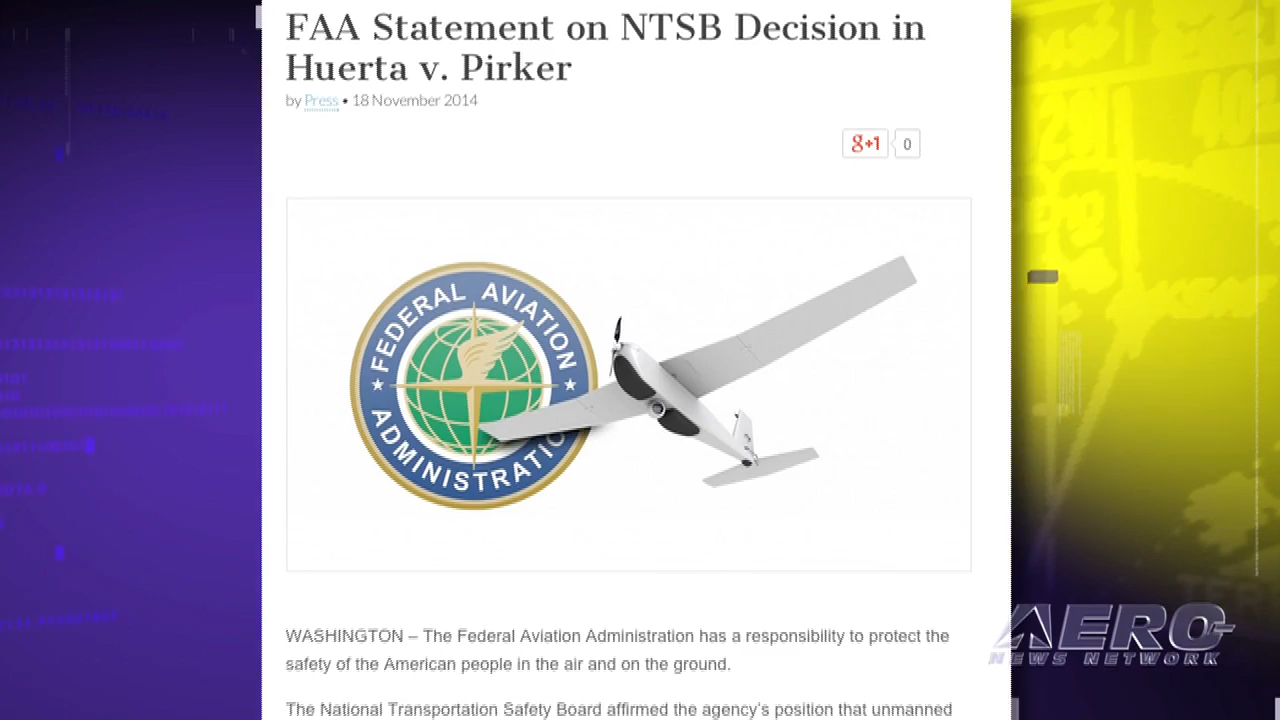 FAA Statement on NTSB Decision in
Huerta v. Pirker
by Press • 18 November 2014
g+1 0
FEDERAL AVIATION
ADMINISTRATIO
WASHINGTON – The Federal Aviation Administration has a responsibility to protect the
safety of the American people in the air and on the ground.
AERO-
NEWS NETWORK
The National Transportation Safety Board affirmed the agency's position that unmanned